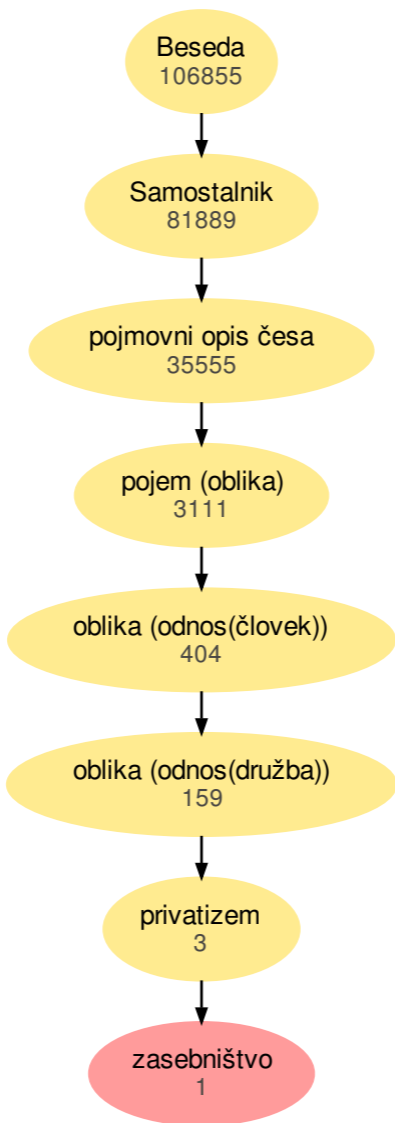 Beseda
106855
Samostalnik
81889
pojmovni opis česa
35555
pojem (oblika)
3111
oblika (odnos(človek))
404
oblika (odnos(družba))
159
privatizem
3
zasebništvo
1